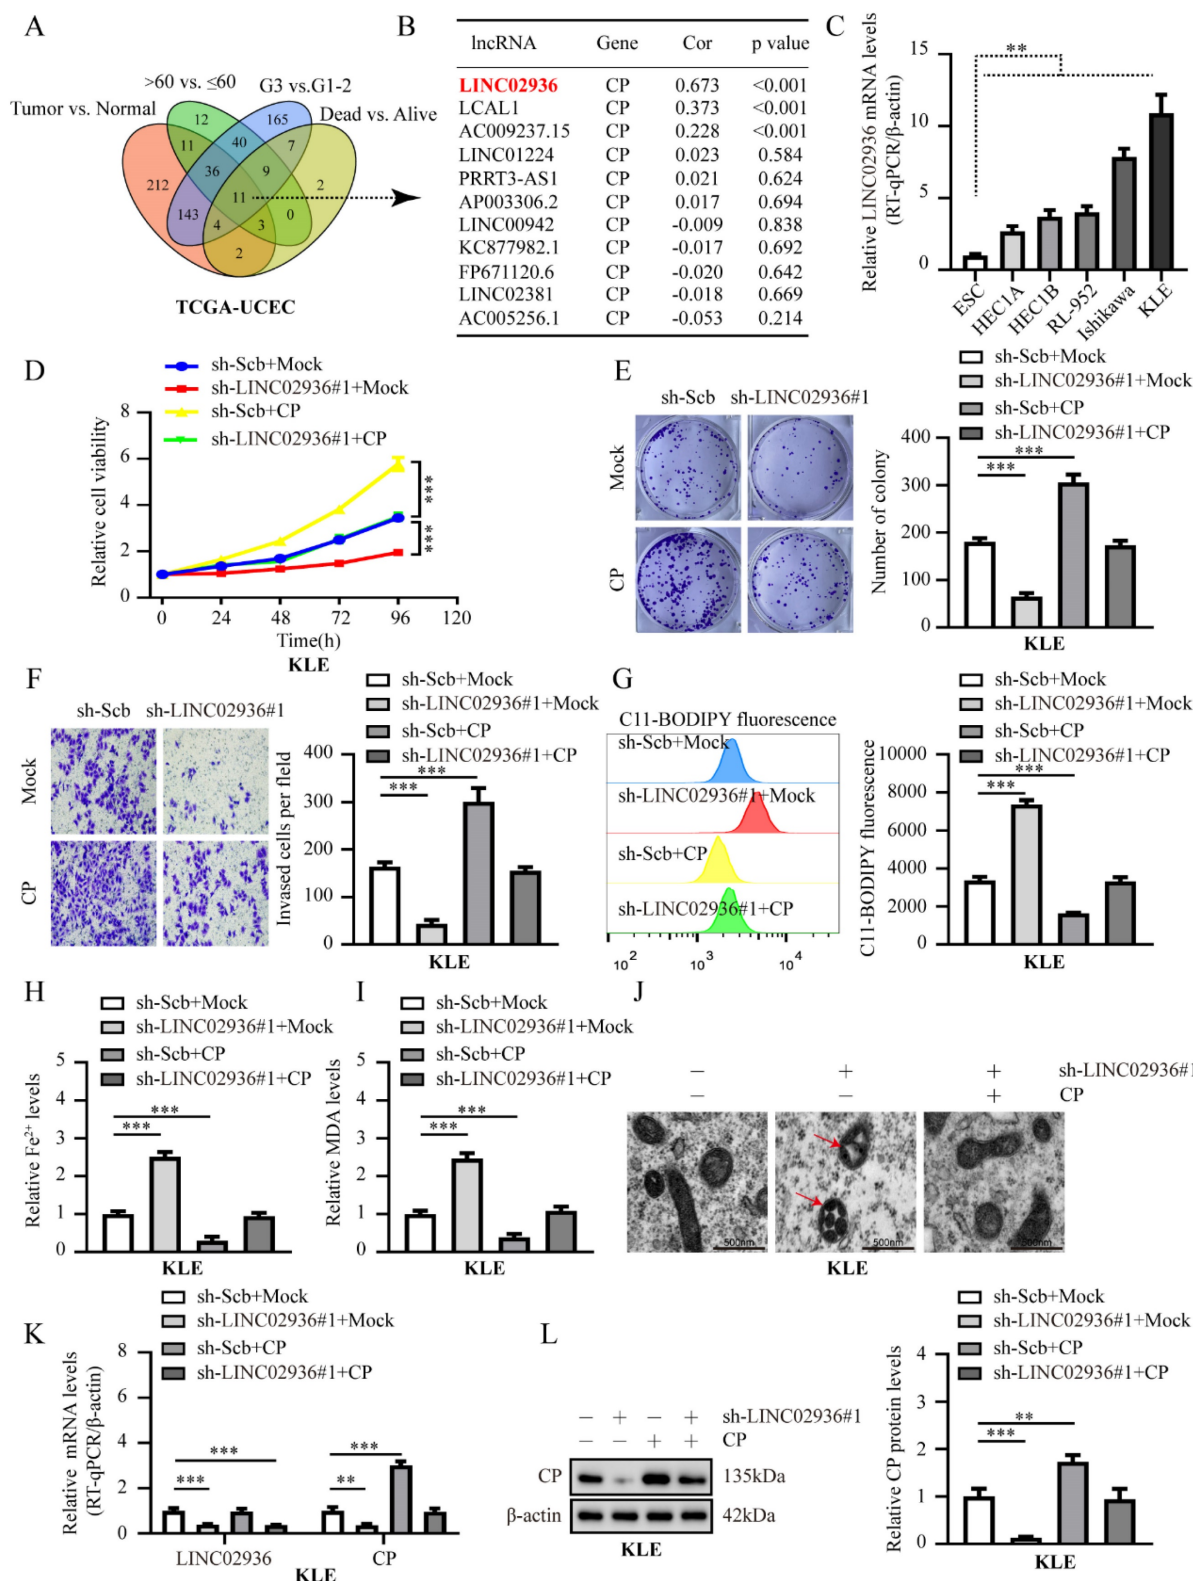 A
>60 vs. ≤60
G3 vs.G1-2
Tumor vs. Normal
Dead vs. Alive
12
165
11
40
7
212
36
9
2
11
143
4
3
0
2
TCGA-UCEC
B
lncRNA Gene Cor p value
LINC02936 CP 0.673 <0.001
LCAL1 CP 0.373 <0.001
AC009237.15 CP 0.228 <0.001
LINC01224 CP 0.023 0.584
PRRT3-AS1 CP 0.021 0.624
AP003306.2 CP 0.017 0.694
LINC00942 CP -0.009 0.838
KC877982.1 CP -0.017 0.692
FP671120.6 CP -0.020 0.642
LINC02381 CP -0.018 0.669
AC005256.1 CP -0.053 0.214
C
Relative LINC02936 mRNA levels
(RT-qPCR/β-actin)
15
10
5
0
**
ESC
HEC1A
HEC1B
RL-952
Ishikawa
KLE
D
sh-Scb+Mock
sh-LINC02936#1+Mock
sh-Scb+CP
sh-LINC02936#1+CP
Relative cell viability
8
6
4
2
0
***
***
0 24 48 72 96 120
Time(h)
KLE
E
sh-Scb sh-LINC02936#1
Mock
CP
sh-Scb+Mock
sh-LINC02936#1+Mock
sh-Scb+CP
sh-LINC02936#1+CP
Number of colony
400
300
200
100
0
***
***
KLE
F
sh-Scb sh-LINC02936#1
Mock
CP
sh-Scb+Mock
sh-LINC02936#1+Mock
sh-Scb+CP
sh-LINC02936#1+CP
Invased cells per field
400
300
200
100
0
***
***
KLE
G
C11-BODIPY fluorescence
sh-Scb+Mock
sh-LINC02936#1+Mock
sh-Scb+CP
sh-LINC02936#1+CP
10² 10³ 10⁴
sh-Scb+Mock
sh-LINC02936#1+Mock
sh-Scb+CP
sh-LINC02936#1+CP
C11-BODIPY fluorescence
10000
8000
6000
4000
2000
0
***
***
KLE
H
sh-Scb+Mock
sh-LINC02936#1+Mock
sh-Scb+CP
sh-LINC02936#1+CP
Relative Fe²⁺ levels
5
4
3
2
1
0
***
***
KLE
I
Relative MDA levels
5
4
3
2
1
0
***
***
KLE
J
– + + sh-LINC02936#1
– – + CP
500nm
500nm
500nm
KLE
K
sh-Scb+Mock
sh-LINC02936#1+Mock
sh-Scb+CP
sh-LINC02936#1+CP
Relative mRNA levels
(RT-qPCR/β-actin)
8
6
4
2
0
***
***
***
**
LINC02936 CP
KLE
L
– + – + sh-LINC02936#1
– – + + CP
CP 135kDa
β-actin 42kDa
KLE
sh-Scb+Mock
sh-LINC02936#1+Mock
sh-Scb+CP
sh-LINC02936#1+CP
Relative CP protein levels
4
3
2
1
0
**
***
KLE